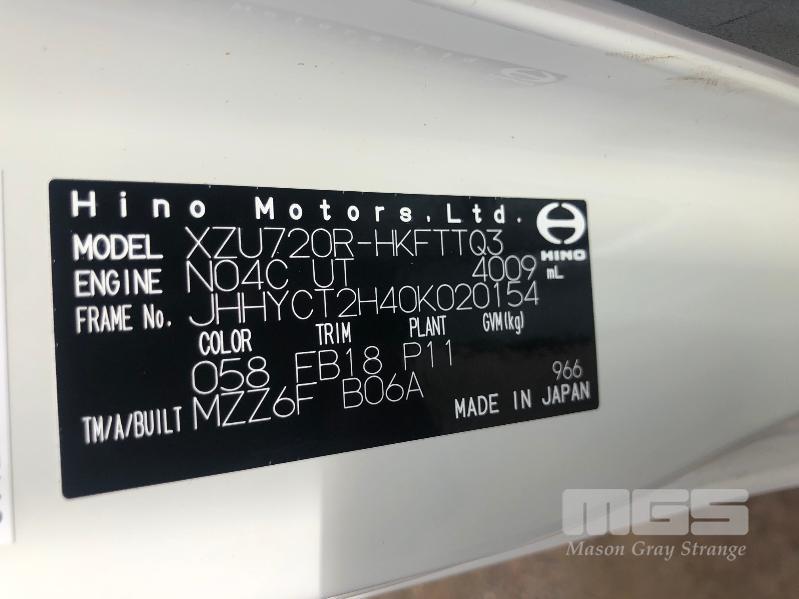 Hino Motors, Ltd.
HINO
MODEL XZU720R-HKFTTQ3
ENGINE N04C UT 4009 mL
FRAME No. JHHYCT2H40K020154
COLOR TRIM PLANT GVM(kg)
058 FB18 P11
966
TM/A/BUILT MZZ6F B06A MADE IN JAPAN
MGS
Mason Gray Strange